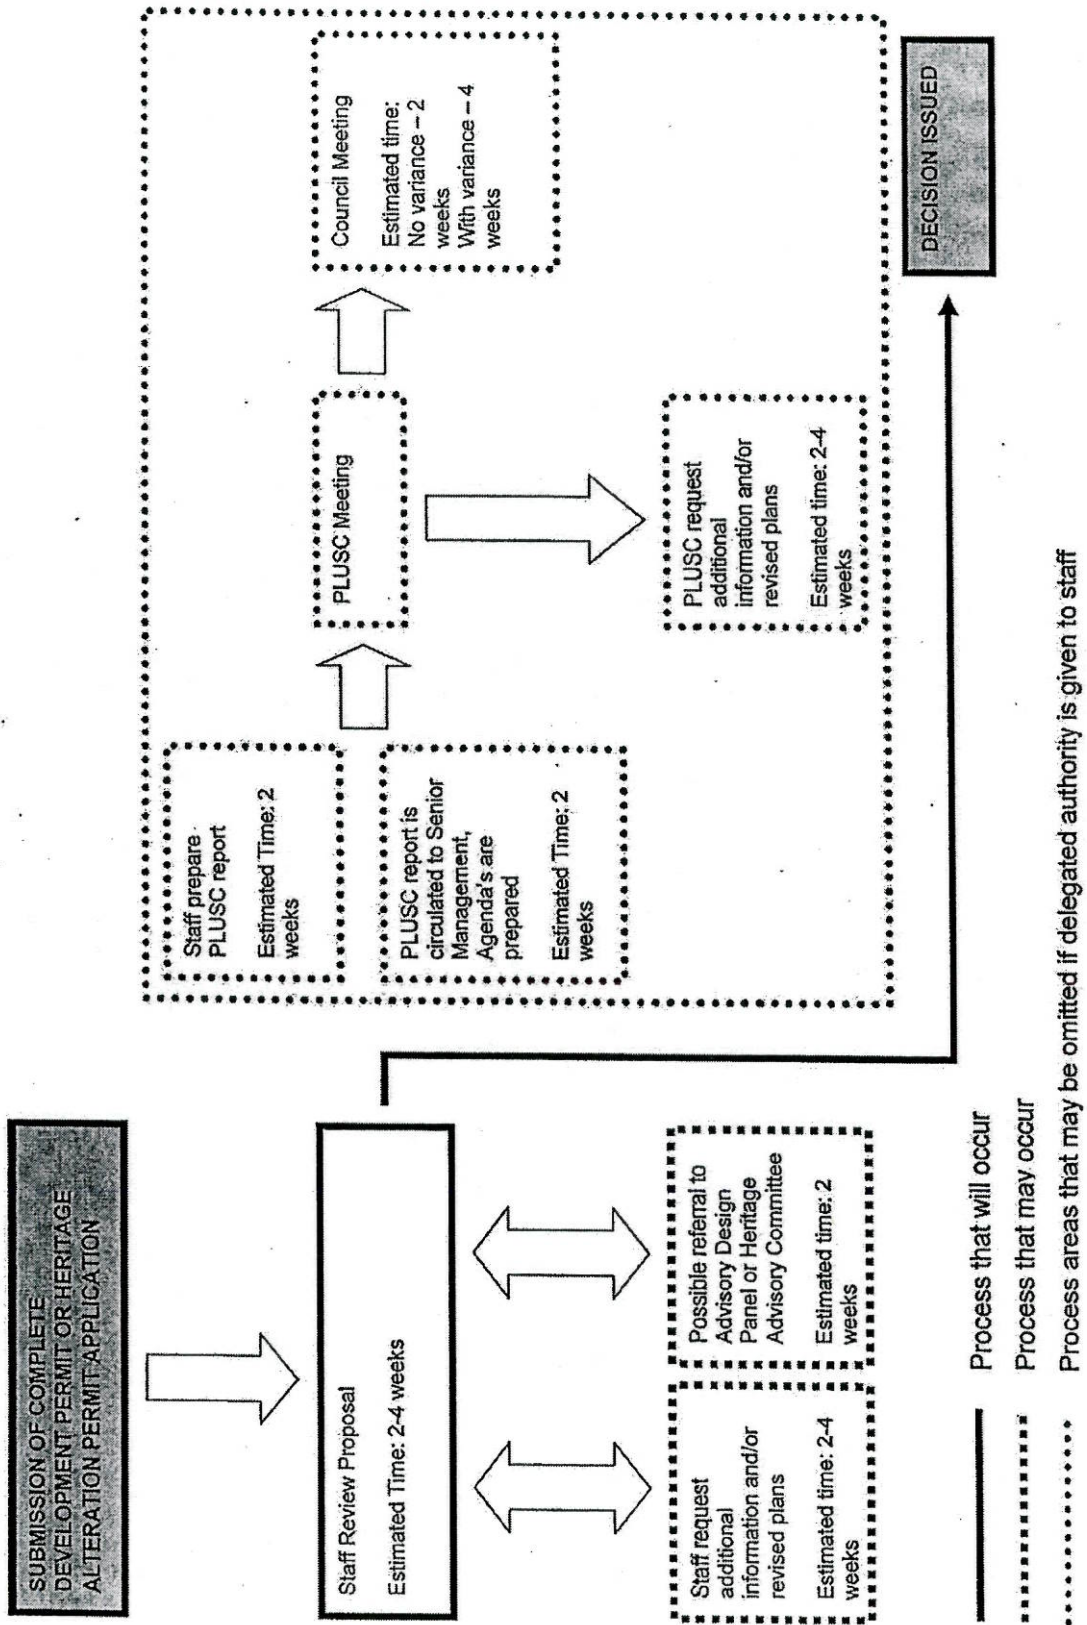 SUBMISSION OF COMPLETE
DEVELOPMENT PERMIT OR HERITAGE
ALTERATION PERMIT APPLICATION
Staff Review Proposal
Estimated Time: 2-4 weeks
Staff request
additional
information and/or
revised plans
Estimated time: 2-4
weeks
Possible referral to
Advisory Design
Panel or Heritage
Advisory Committee
Estimated time: 2
weeks
Staff prepare
PLUSC report
Estimated Time: 2
weeks
PLUSC report is
circulated to Senior
Management,
Agenda's are
prepared
Estimated Time: 2
weeks
PLUSC Meeting
PLUSC request
additional
information and/or
revised plans
Estimated time: 2-4
weeks
Council Meeting
Estimated time:
No variance – 2
weeks
With variance – 4
weeks
DECISION ISSUED
Process that will occur
Process that may occur
Process areas that may be omitted if delegated authority is given to staff